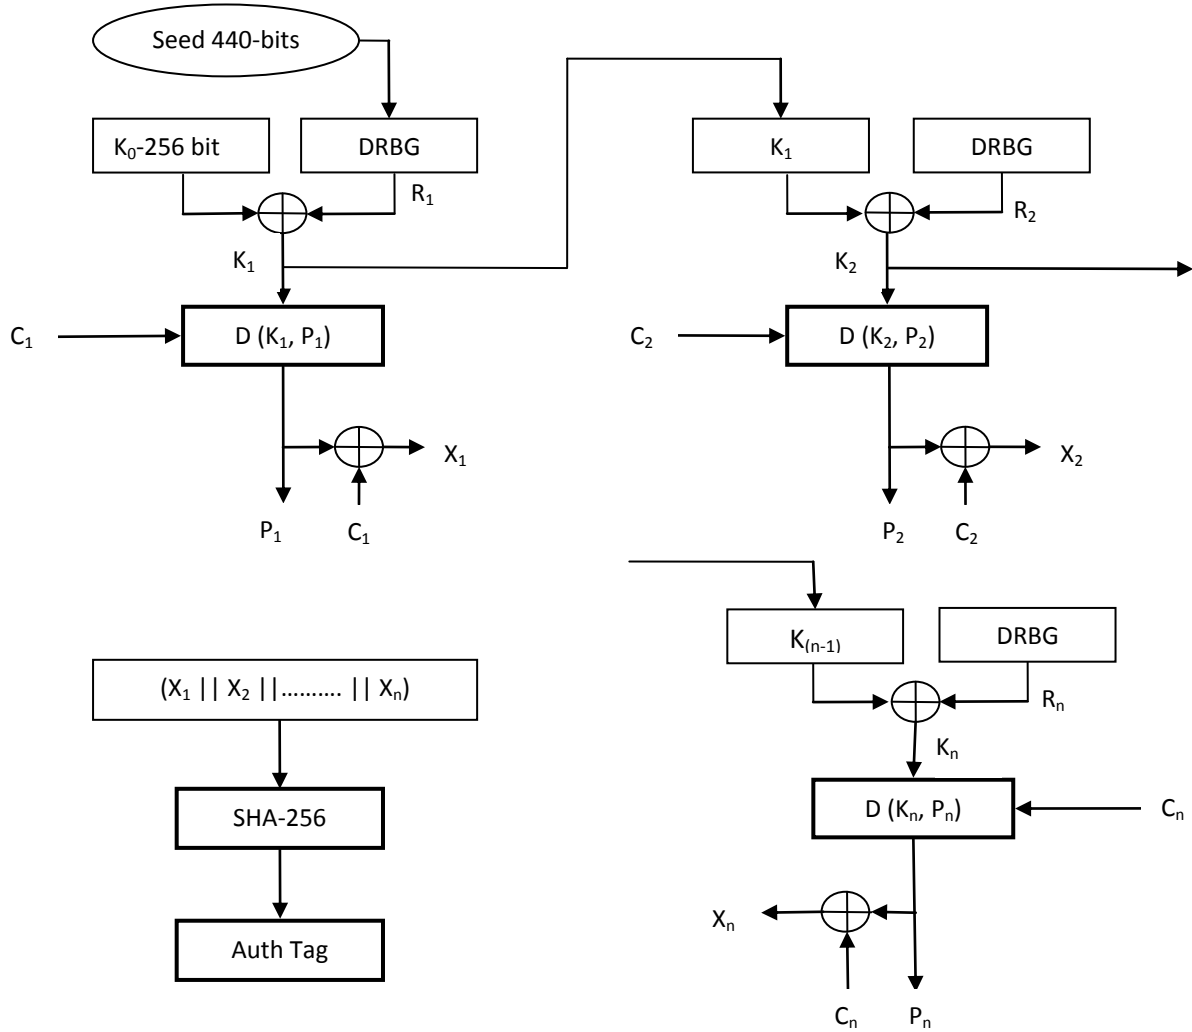 Seed 440-bits
K₀-256 bit
DRBG
R₁
K₁
C₁
D (K₁, P₁)
X₁
P₁
C₁
K₁
DRBG
R₂
K₂
C₂
D (K₂, P₂)
X₂
P₂
C₂
K₍ₙ₋₁₎
DRBG
Rₙ
Kₙ
D (Kₙ, Pₙ)
Cₙ
Xₙ
Cₙ
Pₙ
(X₁ || X₂ ||………. || Xₙ)
SHA-256
Auth Tag